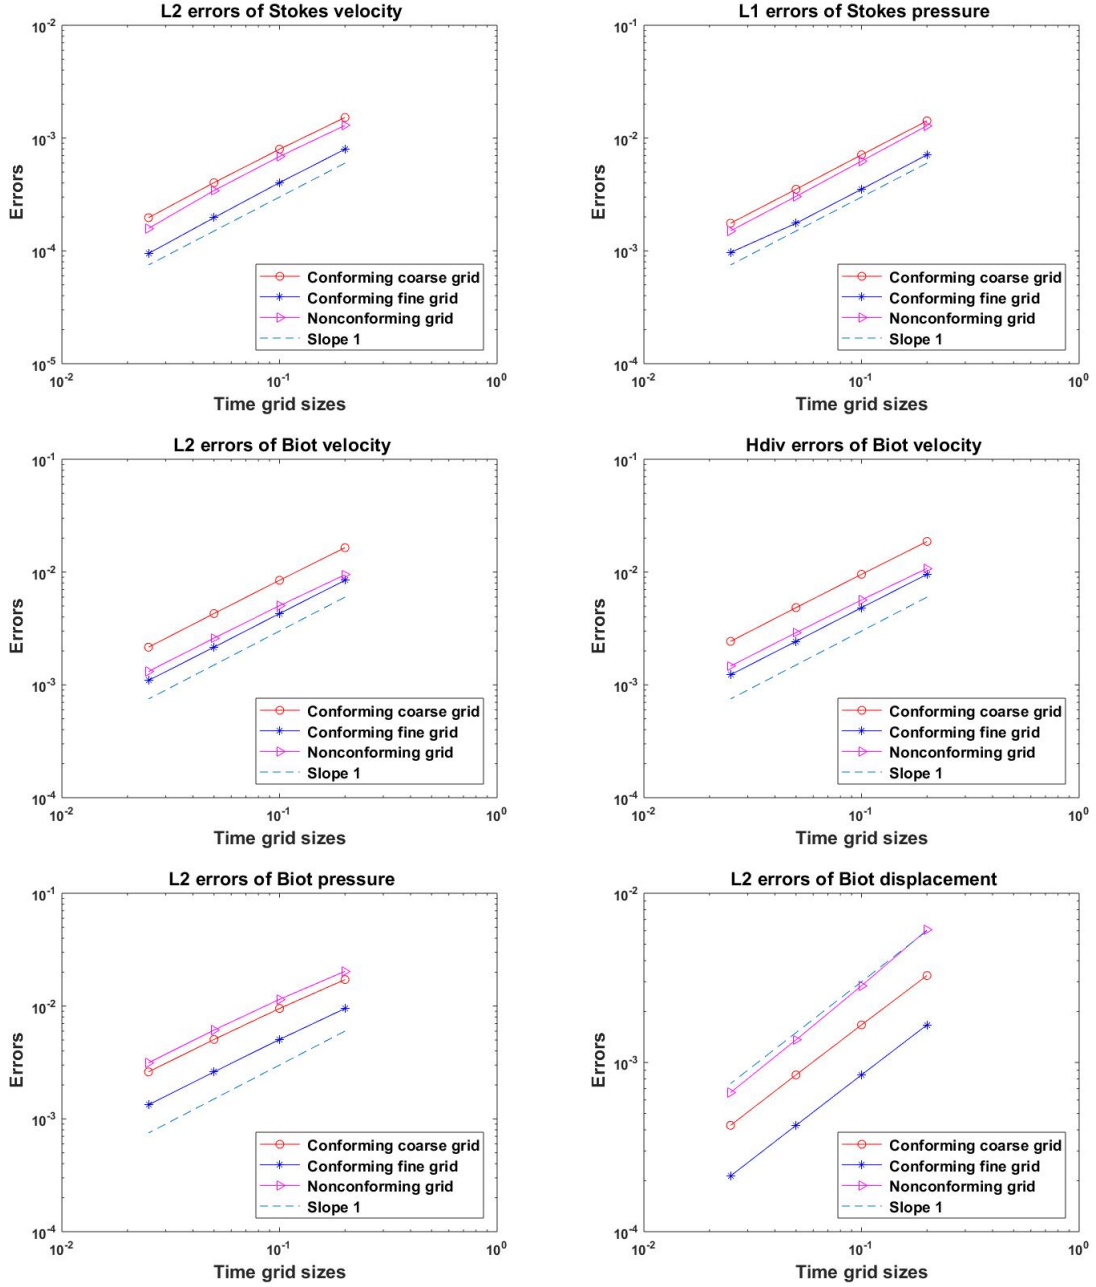 L2 errors of Stokes velocity
10^-2
10^-3
10^-4
10^-5
Errors
Conforming coarse grid
Conforming fine grid
Nonconforming grid
Slope 1
10^-2
10^-1
10^0
Time grid sizes
L1 errors of Stokes pressure
10^-1
10^-2
10^-3
10^-4
Errors
Conforming coarse grid
Conforming fine grid
Nonconforming grid
Slope 1
10^-2
10^-1
10^0
Time grid sizes
L2 errors of Biot velocity
10^-1
10^-2
10^-3
10^-4
Errors
Conforming coarse grid
Conforming fine grid
Nonconforming grid
Slope 1
10^-2
10^-1
10^0
Time grid sizes
Hdiv errors of Biot velocity
10^-1
10^-2
10^-3
10^-4
Errors
Conforming coarse grid
Conforming fine grid
Nonconforming grid
Slope 1
10^-2
10^-1
10^0
Time grid sizes
L2 errors of Biot pressure
10^-1
10^-2
10^-3
10^-4
Errors
Conforming coarse grid
Conforming fine grid
Nonconforming grid
Slope 1
10^-2
10^-1
10^0
Time grid sizes
L2 errors of Biot displacement
10^-2
10^-3
10^-4
Errors
Conforming coarse grid
Conforming fine grid
Nonconforming grid
Slope 1
10^-2
10^-1
10^0
Time grid sizes